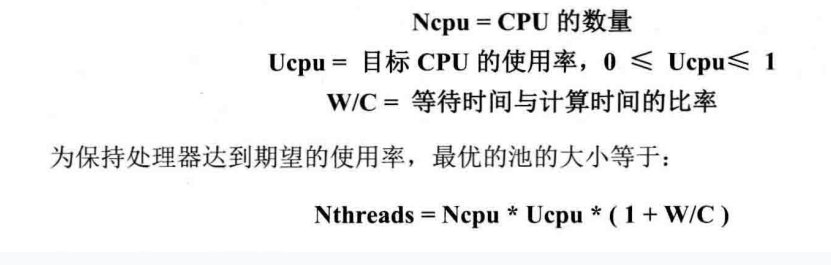 Ncpu = CPU 的数量
Ucpu = 目标 CPU 的使用率，0 ≤ Ucpu≤ 1
W/C = 等待时间与计算时间的比率
为保持处理器达到期望的使用率，最优的池的大小等于：
Nthreads = Ncpu * Ucpu * ( 1 + W/C )